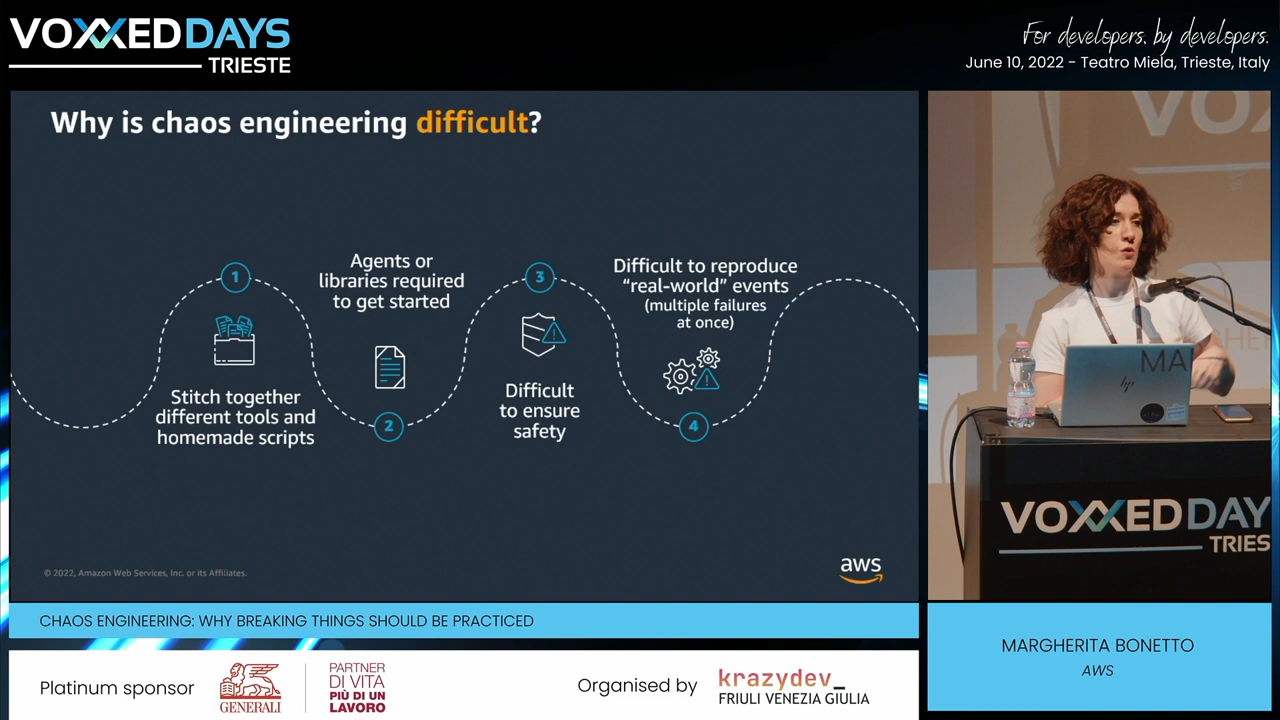 VOXXEDDAYS
TRIESTE
For developers, by developers.
June 10, 2022 - Teatro Miela, Trieste, Italy
Why is chaos engineering difficult?
1
Stitch together
different tools and
homemade scripts
Agents or
libraries required
to get started
2
3
Difficult
to ensure
safety
Difficult to reproduce
“real-world” events
(multiple failures
at once)
4
© 2022, Amazon Web Services, Inc. or its Affiliates.
aws
VOX
MA
hp
VOXXEDDAY
TRIES
CHAOS ENGINEERING: WHY BREAKING THINGS SHOULD BE PRACTICED
MARGHERITA BONETTO
AWS
Platinum sponsor
GENERALI
PARTNER
DI VITA
PIÙ DI UN
LAVORO
Organised by
krazydev_
FRIULI VENEZIA GIULIA